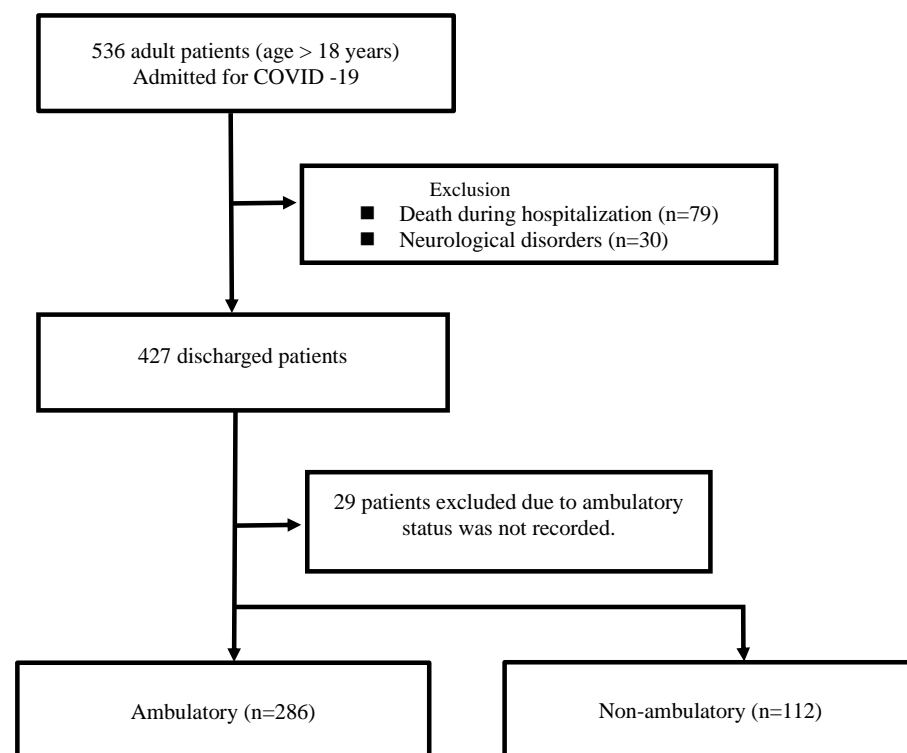 536 adult patients (age > 18 years)
Admitted for COVID -19
Exclusion
■ Death during hospitalization (n=79)
■ Neurological disorders (n=30)
427 discharged patients
29 patients excluded due to ambulatory
status was not recorded.
Ambulatory (n=286)
Non-ambulatory (n=112)